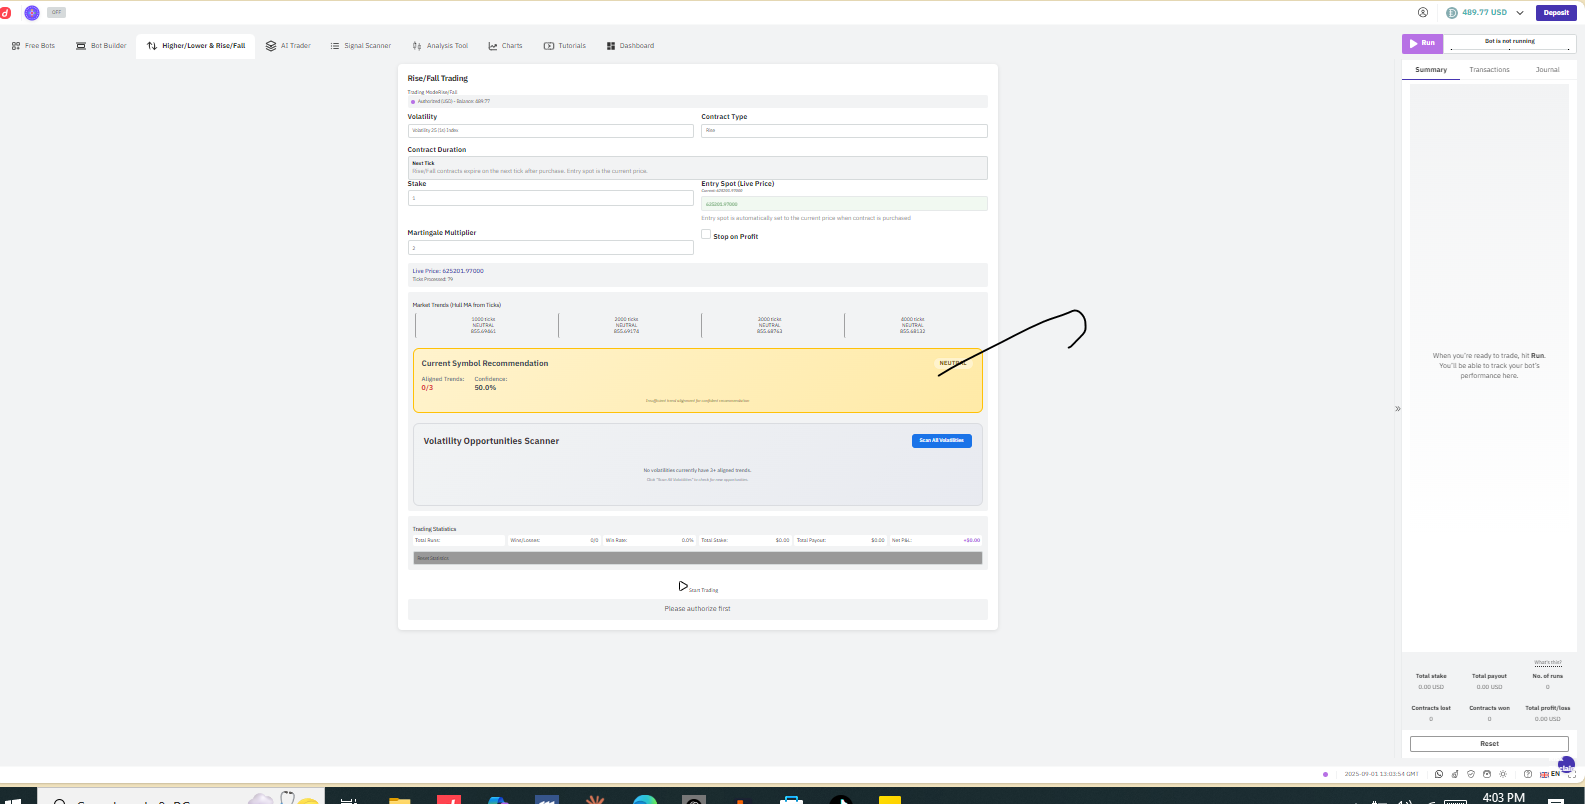 OFF
489.77 USD
Deposit
Free Bots
Bot Builder
Higher/Lower & Rise/Fall
AI Trader
Signal Scanner
Analysis Tool
Charts
Tutorials
Dashboard
Run
Bot is not running
Rise/Fall Trading
Trading ModeRise/Fall
Authorized (USD) - Balance: 489.77
Volatility
Contract Type
Volatility 25 (1s) Index
Rise
Contract Duration
Next Tick
Rise/Fall contracts expire on the next tick after purchase. Entry spot is the current price.
Stake
Entry Spot (Live Price)
Current: 625201.97000
1
625201.97000
Entry spot is automatically set to the current price when contract is purchased
Martingale Multiplier
Stop on Profit
2
Live Price: 625201.97000
Ticks Processed: 79
Market Trends (Hull MA from Ticks)
1000 ticks
NEUTRAL
855.69461
2000 ticks
NEUTRAL
855.69174
3000 ticks
NEUTRAL
855.68763
4000 ticks
NEUTRAL
855.68132
Current Symbol Recommendation
NEUTRAL
Aligned Trends:
0/3
Confidence:
50.0%
Insufficient trend alignment for confident recommendation
Volatility Opportunities Scanner
Scan All Volatilities
No volatilities currently have 3+ aligned trends.
Click "Scan All Volatilities" to check for new opportunities
Trading Statistics
Total Runs:
Wins/Losses: 0/0
Win Rate: 0.0%
Total Stake: $0.00
Total Payout: $0.00
Net P&L: +$0.00
Reset Statistics
Start Trading
Please authorize first
Summary
Transactions
Journal
When you're ready to trade, hit Run.
You'll be able to track your bot's
performance here.
What's this?
Total stake
Total payout
No. of runs
0.00 USD
0.00 USD
0
Contracts lost
Contracts won
Total profit/loss
0
0
0.00 USD
Reset
2025-09-01 13:03:54 GMT
EN
4:03 PM